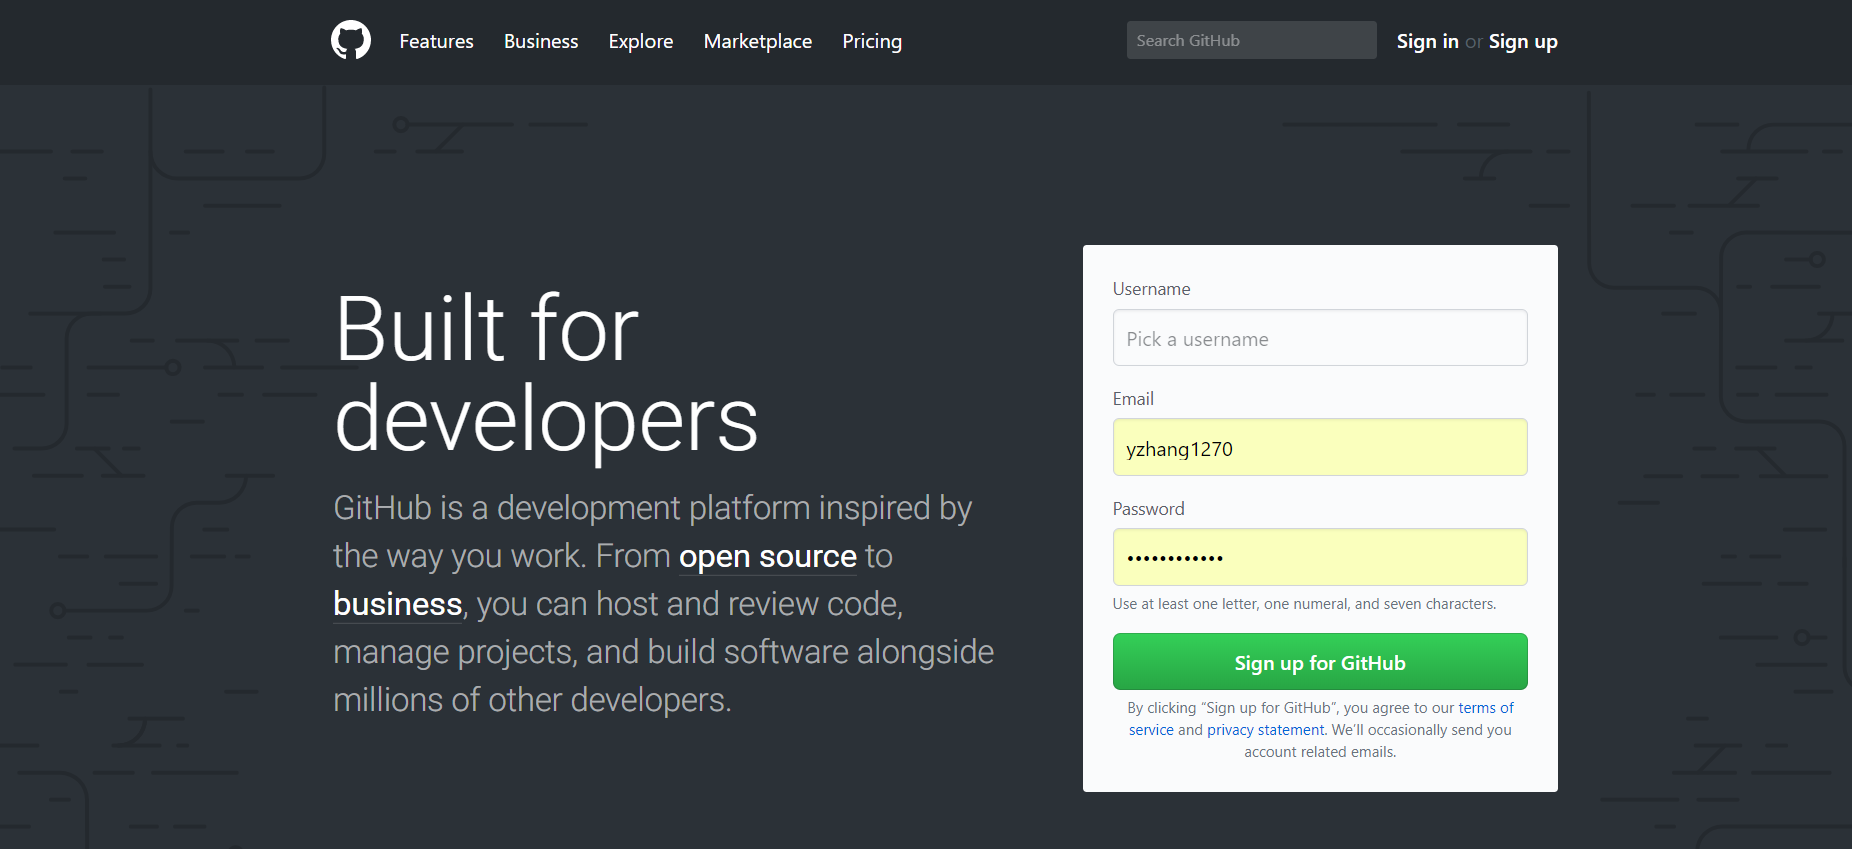 Features Business Explore Marketplace Pricing Search GitHub Sign in or Sign up
Built for
developers
GitHub is a development platform inspired by
the way you work. From open source to
business, you can host and review code,
manage projects, and build software alongside
millions of other developers.
Username
Pick a username
Email
yzhang1270
Password
••••••••••••
Use at least one letter, one numeral, and seven characters.
Sign up for GitHub
By clicking “Sign up for GitHub”, you agree to our terms of
service and privacy statement. We’ll occasionally send you
account related emails.